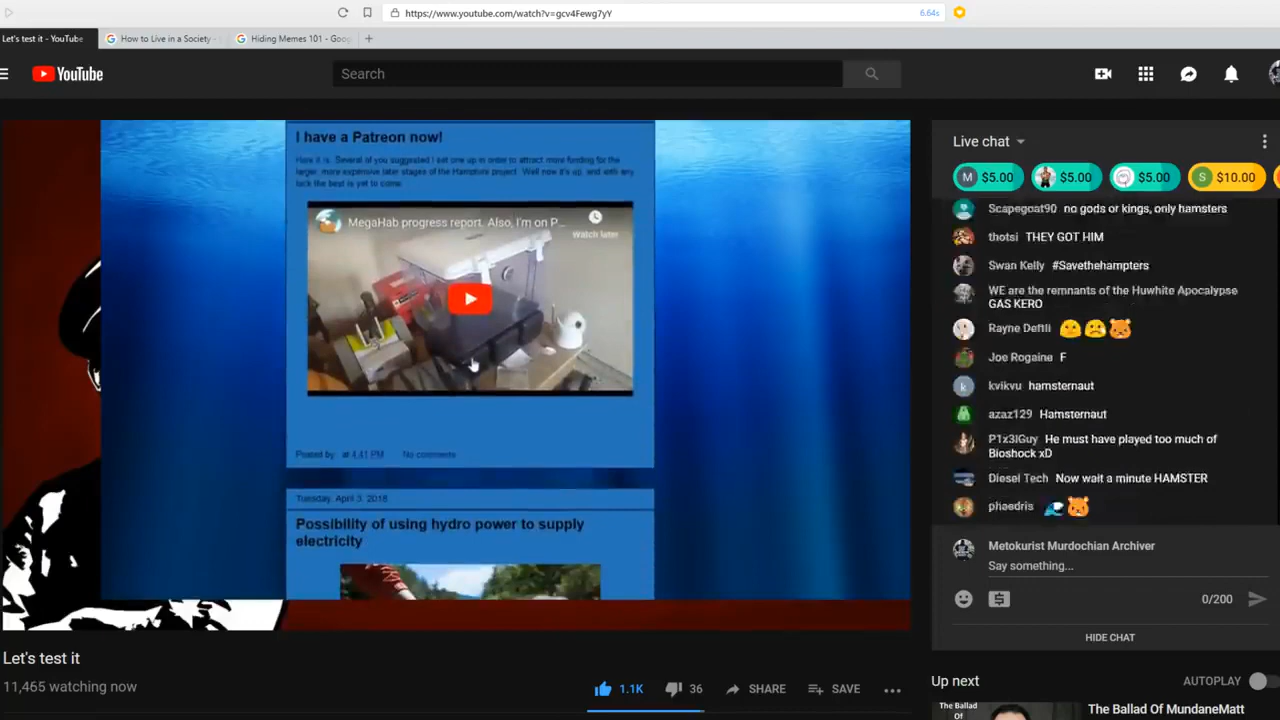 https://www.youtube.com/watch?v=gcv4Fewg7yY
6.64s
Let's test it - YouTube
How to Live in a Society -
Hiding Memes 101 - Goog
YouTube
Search
I have a Patreon now!
Here it is. Several of you suggested I set one up in order to attract more funding for the
larger, more expensive later stages of the Hampture project. Well now it's up, and with any
luck the best is yet to come.
MegaHab progress report. Also, I'm on P...
Watch later
Posted by at 4:41 PM No comments
Tuesday, April 3, 2018
Possibility of using hydro power to supply
electricity
Live chat
M $5.00
$5.00
$5.00
S $10.00
Scapegoat90 no gods or kings, only hamsters
thotsi THEY GOT HIM
Swan Kelly #Savethehampters
WE are the remnants of the Huwhite Apocalypse
GAS KERO
Rayne Deftli
Joe Rogaine F
k kvikvu hamsternaut
azaz129 Hamsternaut
P1z3lGuy He must have played too much of
Bioshock xD
Diesel Tech Now wait a minute HAMSTER
phaedris
Metokurist Murdochian Archiver
Say something...
0/200
HIDE CHAT
Let's test it
11,465 watching now
1.1K
36
SHARE
SAVE
Up next
AUTOPLAY
The Ballad
Of
The Ballad Of MundaneMatt